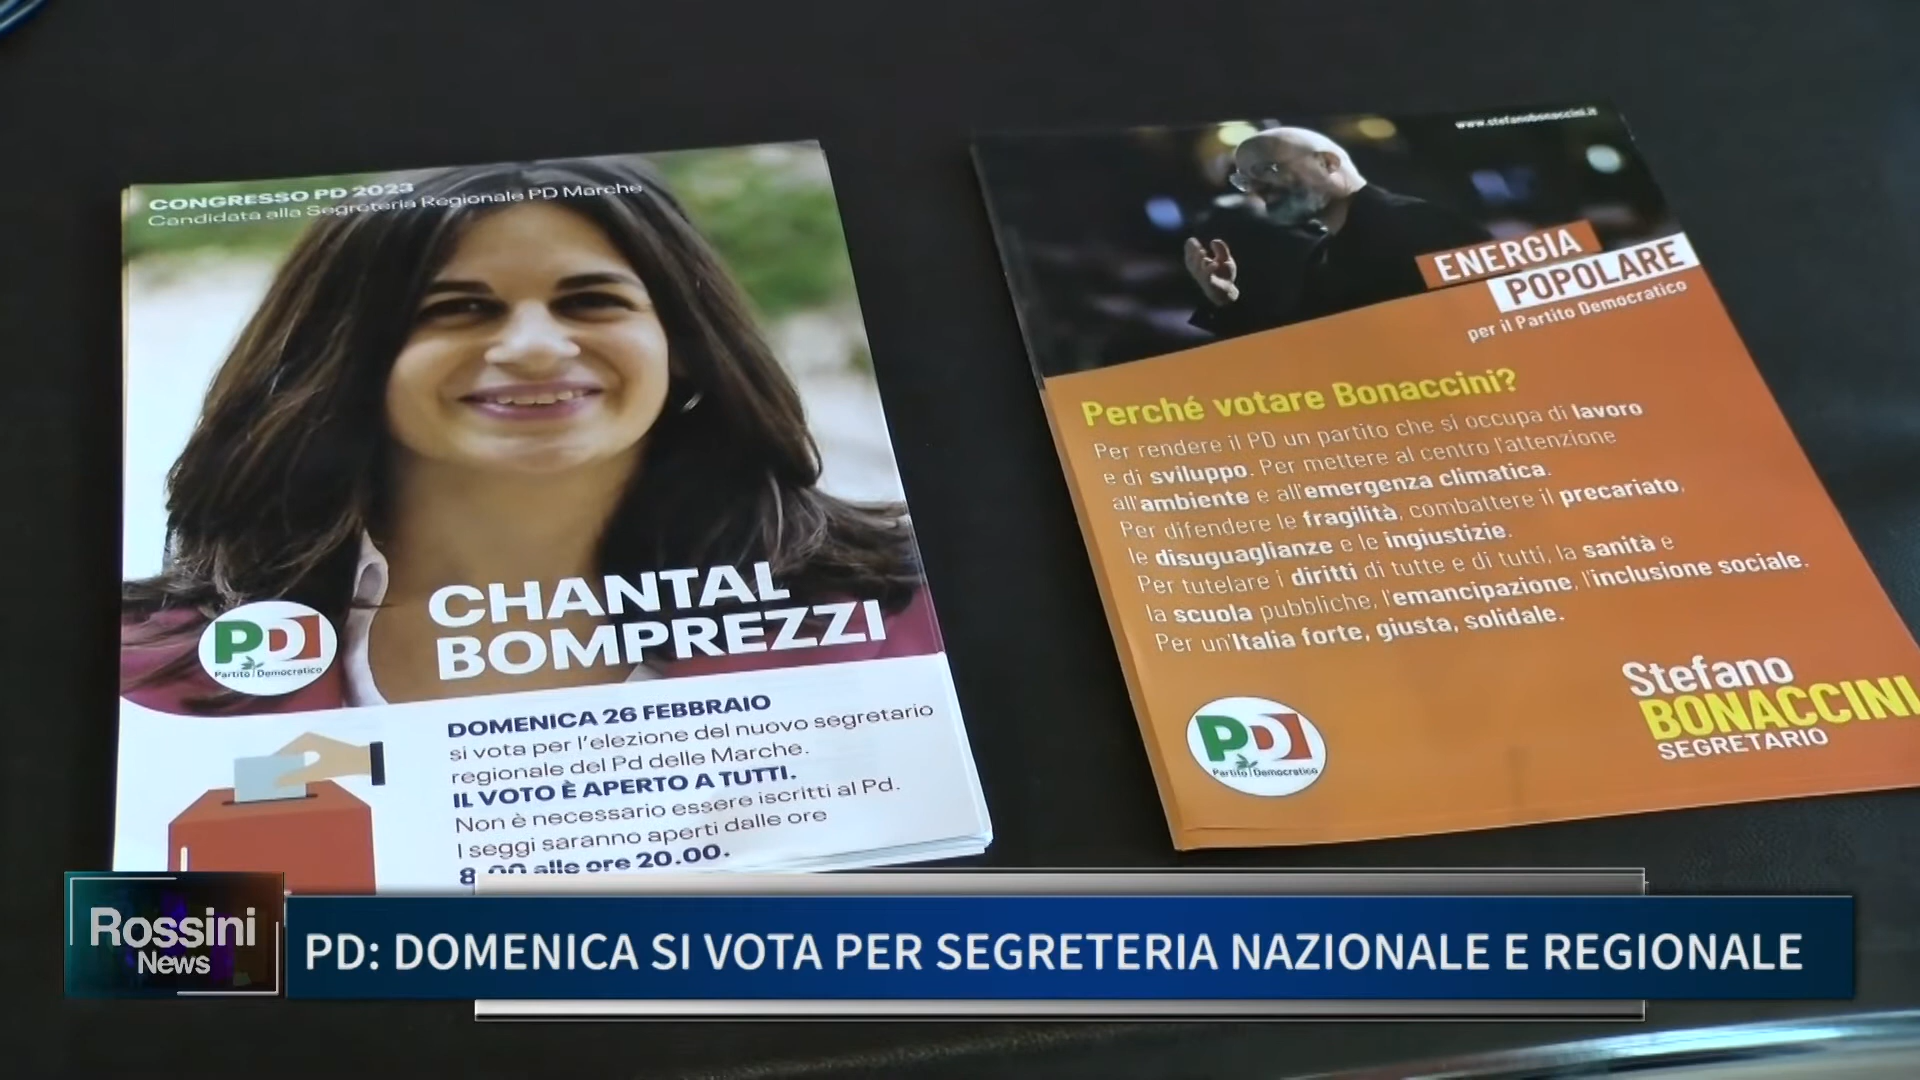 CONGRESSO PD 2023
Candidata alla Segreteria Regionale PD Marche
CHANTAL
BOMPREZZI
PD
Partito Democratico
DOMENICA 26 FEBBRAIO
si vota per l'elezione del nuovo segretario
regionale del Pd delle Marche.
IL VOTO È APERTO A TUTTI.
Non è necessario essere iscritti al Pd.
I seggi saranno aperti dalle ore
8.00 alle ore 20.00.
www.stefanobonaccini.it
ENERGIA
POPOLARE
per il Partito Democratico
Perché votare Bonaccini?
Per rendere il PD un partito che si occupa di lavoro
e di sviluppo. Per mettere al centro l'attenzione
all'ambiente e all'emergenza climatica.
Per difendere le fragilità, combattere il precariato,
le disuguaglianze e le ingiustizie.
Per tutelare i diritti di tutte e di tutti, la sanità e
la scuola pubbliche, l'emancipazione, l'inclusione sociale.
Per un'Italia forte, giusta, solidale.
Stefano
BONACCINI
SEGRETARIO
PD
Partito Democratico
Rossini
News
PD: DOMENICA SI VOTA PER SEGRETERIA NAZIONALE E REGIONALE